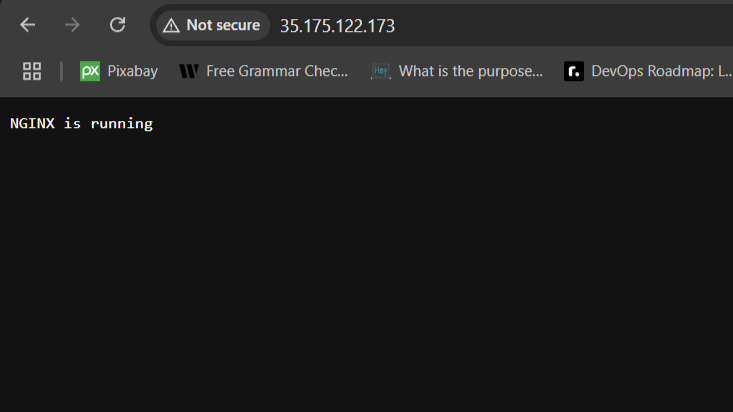 Not secure 35.175.122.173
px Pixabay W Free Grammar Chec... Hey What is the purpose... r. DevOps Roadmap: L...
NGINX is running